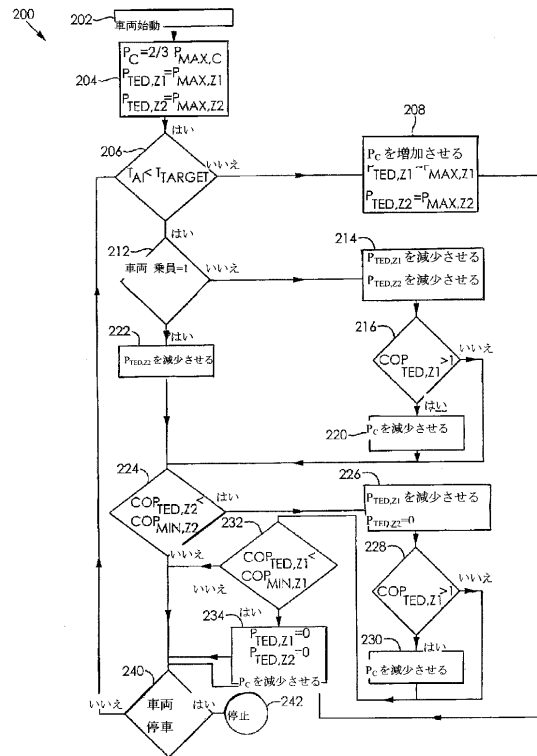 200
202
車両始動
204
P_C=2/3 P_MAX,C
P_TED,Z1=P_MAX,Z1
P_TED,Z2=P_MAX,Z2
はい
206
T_AI<T_TARGET
いいえ
208
P_Cを増加させる
P_TED,Z1 P_MAX,Z1
P_TED,Z2=P_MAX,Z2
はい
212
車両 乗員=1
いいえ
214
P_TED,Z1を減少させる
P_TED,Z2を減少させる
はい
216
COP_TED,Z1>1
いいえ
222
P_TED,Z2を減少させる
はい
220
P_Cを減少させる
224
COP_TED,Z2<
COP_MIN,Z2
はい
226
P_TED,Z1を減少させる
P_TED,Z2=0
いいえ
232
COP_TED,Z1<
COP_MIN,Z1
いいえ
228
COP_TED,Z1>1
いいえ
はい
234
P_TED,Z1=0
P_TED,Z2=0
P_Cを減少させる
はい
230
P_Cを減少させる
240
いいえ
車両
停車
はい
停止
242